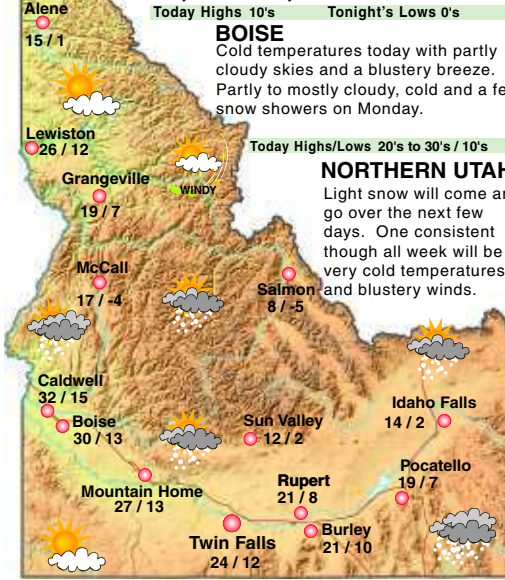 Alene
15 / 1
Today Highs 10's Tonight's Lows 0's
BOISE
Cold temperatures today with partly
cloudy skies and a blustery breeze.
Partly to mostly cloudy, cold and a fe
snow showers on Monday.
Lewiston
26 / 12
Today Highs/Lows 20's to 30's / 10's
NORTHERN UTAH
Light snow will come an
go over the next few
days. One consistent
though all week will be
very cold temperatures
and blustery winds.
Grangeville
19 / 7
WINDY
McCall
17 / -4
Salmon
8 / -5
Caldwell
32 / 15
Boise
30 / 13
Sun Valley
12 / 2
Idaho Falls
14 / 2
Mountain Home
27 / 13
Rupert
21 / 8
Pocatello
19 / 7
Twin Falls
24 / 12
Burley
21 / 10